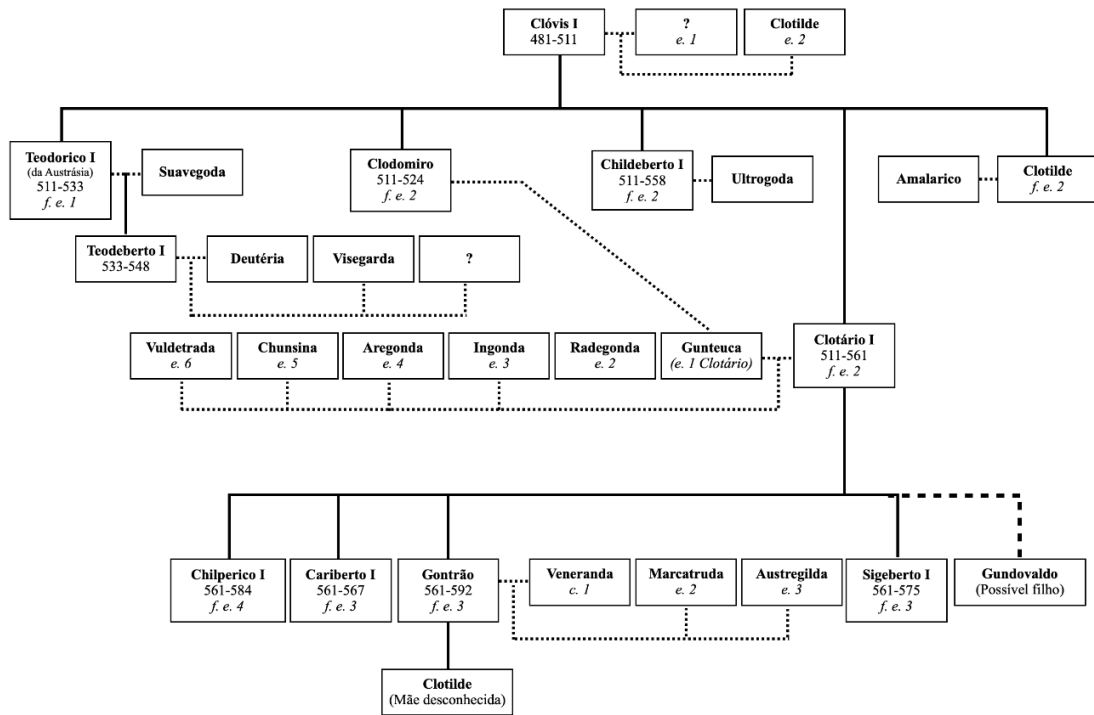 Clóvis I
481-511
?
e. 1
Clotilde
e. 2
Teodorico I
(da Austrásia)
511-533
f. e. 1
Suavegoda
Clodomiro
511-524
f. e. 2
Childeberto I
511-558
f. e. 2
Ultrogoda
Amalarico
Clotilde
f. e. 2
Teodeberto I
533-548
Deutéria
Visegarda
?
Vuldetrada
e. 6
Chunsina
e. 5
Aregonda
e. 4
Ingonda
e. 3
Radegonda
e. 2
Gunteuca
(e. 1 Clotário)
Clotário I
511-561
f. e. 2
Chilperico I
561-584
f. e. 4
Cariberto I
561-567
f. e. 3
Gontrão
561-592
f. e. 3
Veneranda
c. 1
Marcatruda
e. 2
Austregilda
e. 3
Sigeberto I
561-575
f. e. 3
Gundovaldo
(Possível filho)
Clotilde
(Mãe desconhecida)